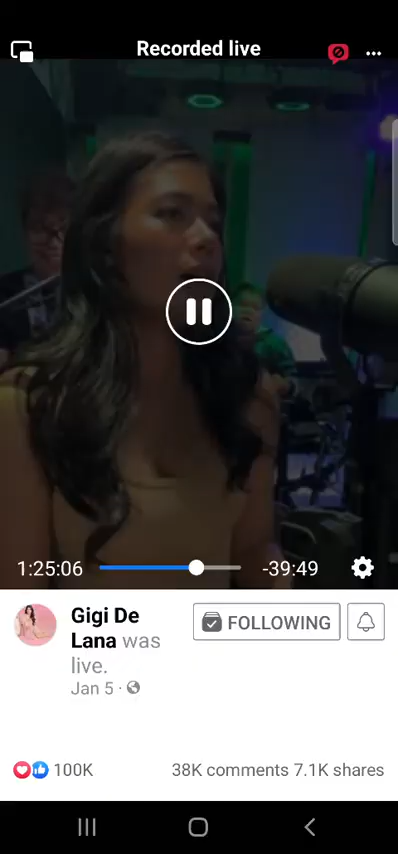 Recorded live
1:25:06
-39:49
Gigi De
Lana was
live.
FOLLOWING
Jan 5 ·
100K
38K comments 7.1K shares